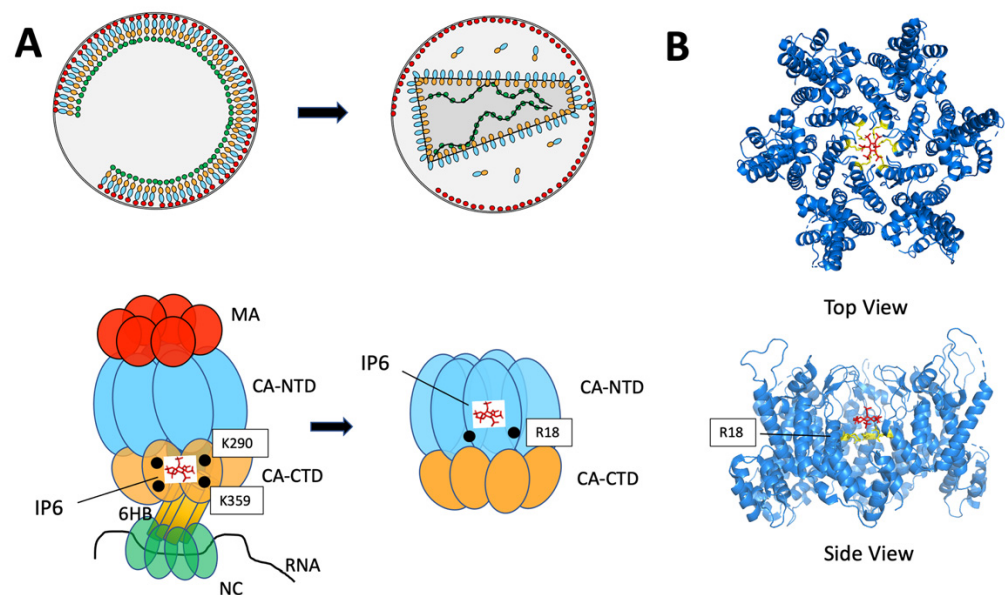 A
B
MA
CA-NTD
K290
CA-CTD
K359
IP6
6HB
RNA
NC
IP6
CA-NTD
R18
CA-CTD
Top View
R18
Side View